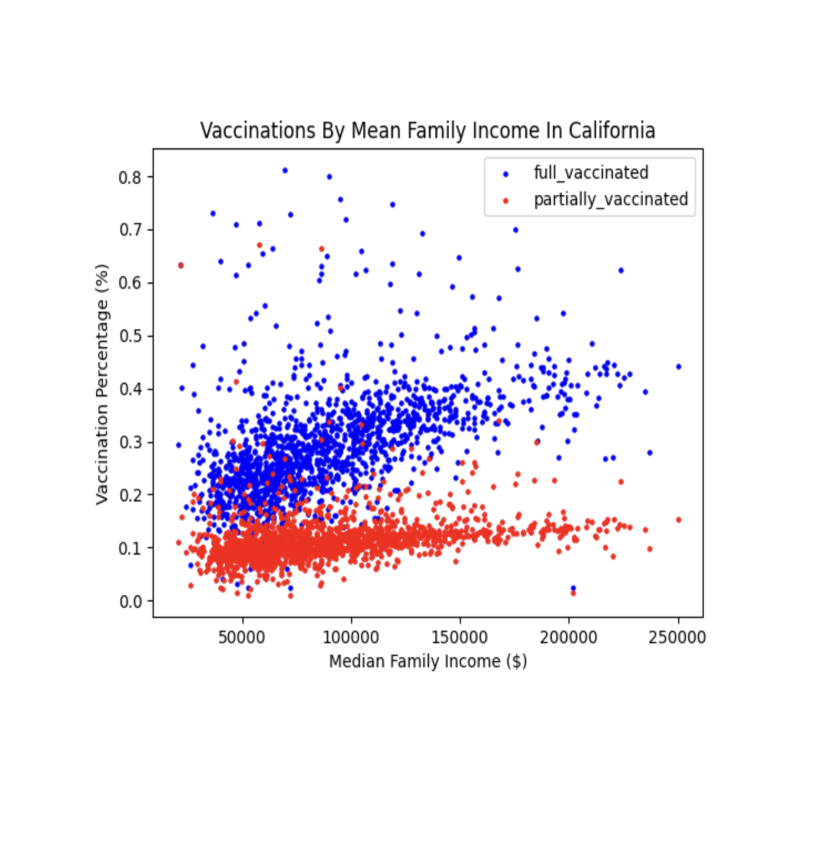 Vaccinations By Mean Family Income In California
full_vaccinated
partially_vaccinated
Vaccination Percentage (%)
0.8
0.7
0.6
0.5
0.4
0.3
0.2
0.1
0.0
50000 100000 150000 200000 250000
Median Family Income ($)